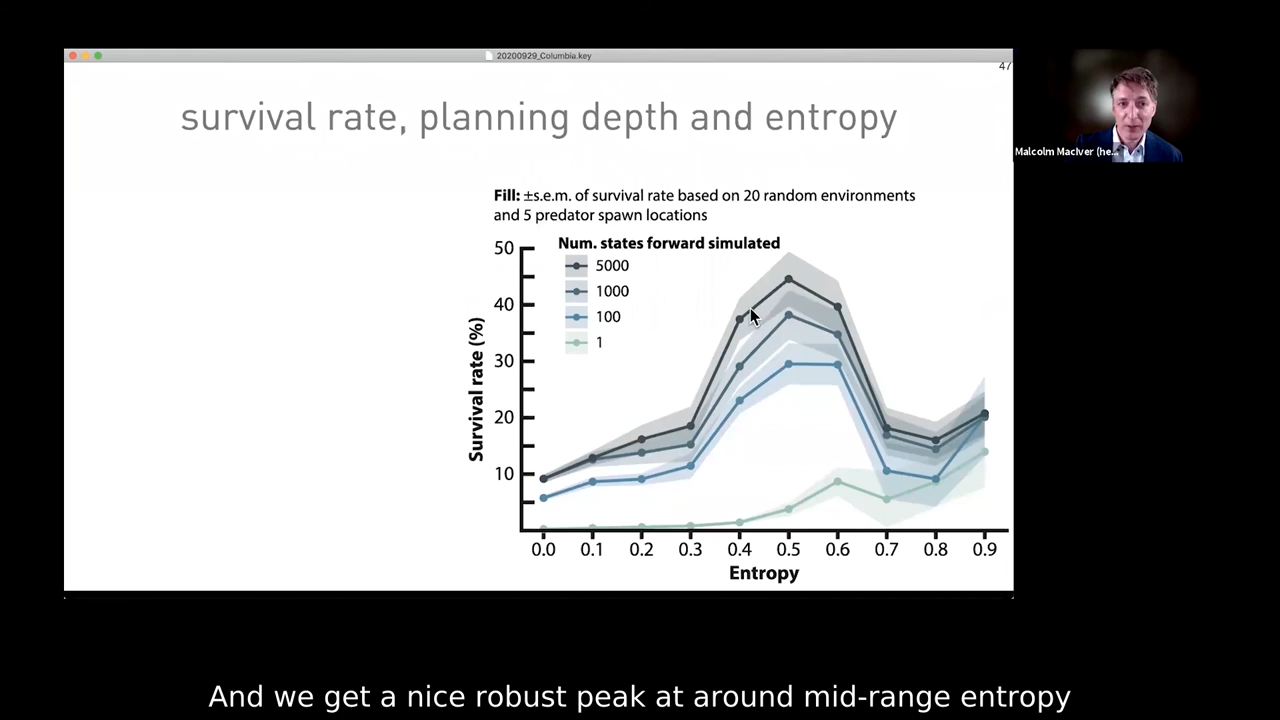 20200929_Columbia.key
47
survival rate, planning depth and entropy
Malcolm MacIver (he...
Fill: ±s.e.m. of survival rate based on 20 random environments
and 5 predator spawn locations
Num. states forward simulated
5000
1000
100
1
Survival rate (%)
50
40
30
20
10
0.0 0.1 0.2 0.3 0.4 0.5 0.6 0.7 0.8 0.9
Entropy
And we get a nice robust peak at around mid-range entropy